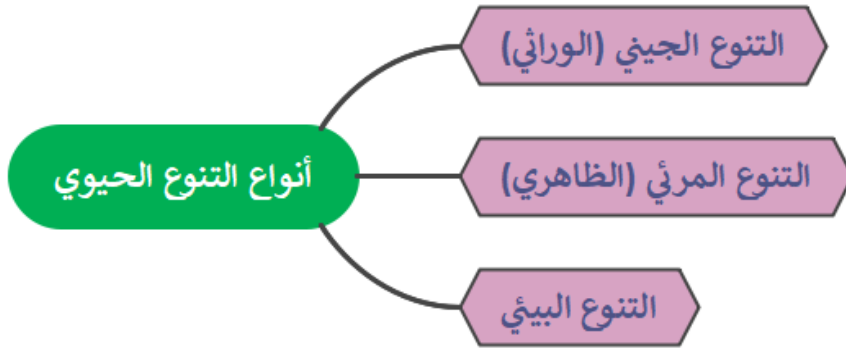 أنواع التنوع الحيوي
التنوع الجيني (الوراثي)
التنوع المرئي (الظاهري)
التنوع البيئي